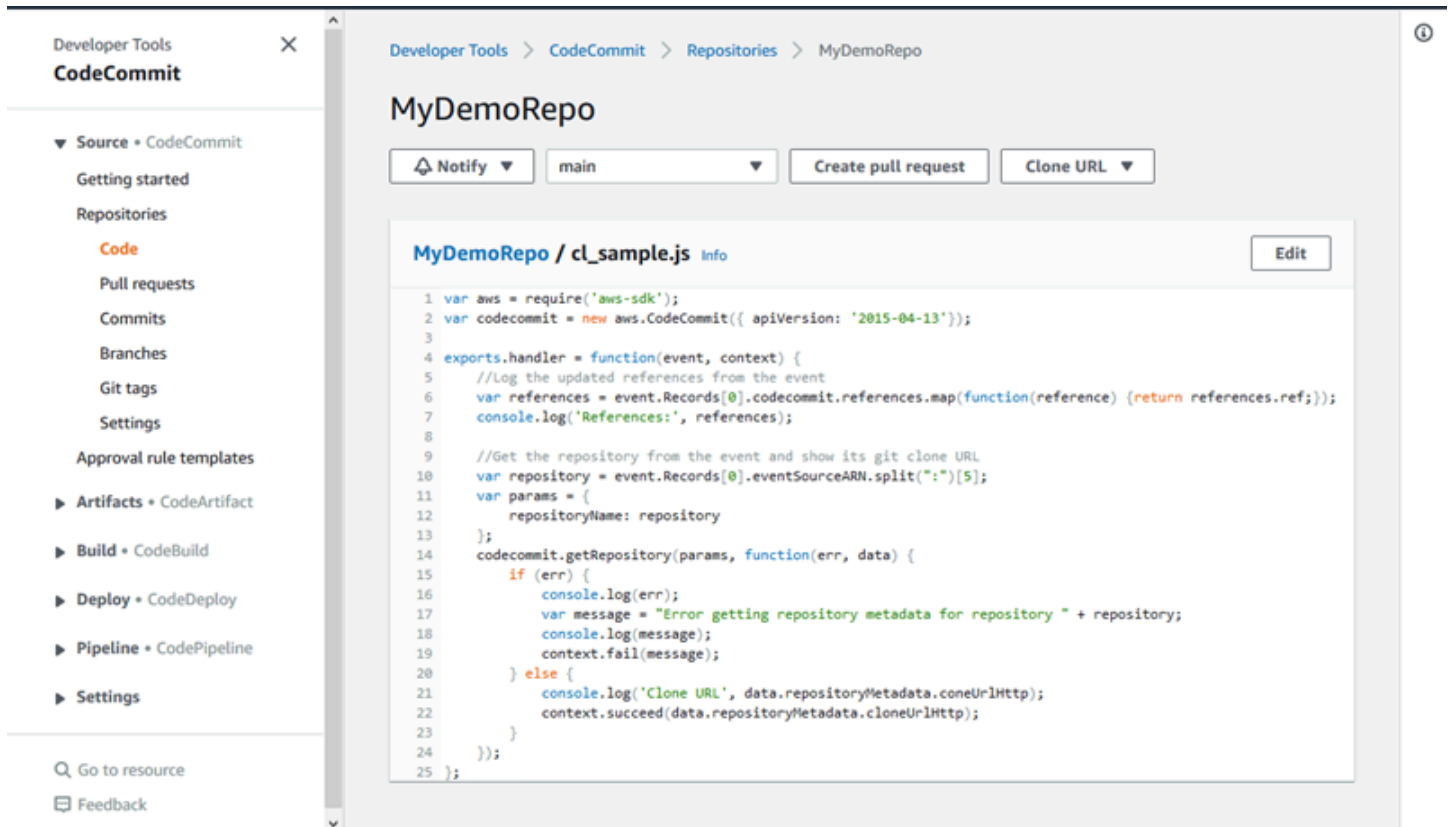 Developer Tools
CodeCommit
Source • CodeCommit
Getting started
Repositories
Code
Pull requests
Commits
Branches
Git tags
Settings
Approval rule templates
Artifacts • CodeArtifact
Build • CodeBuild
Deploy • CodeDeploy
Pipeline • CodePipeline
Settings
Go to resource
Feedback
Developer Tools > CodeCommit > Repositories > MyDemoRepo
MyDemoRepo
Notify main Create pull request Clone URL
MyDemoRepo / cl_sample.js Info Edit
1 var aws = require('aws-sdk');
2 var codecommit = new aws.CodeCommit({ apiVersion: '2015-04-13'});
3
4 exports.handler = function(event, context) {
5     //Log the updated references from the event
6     var references = event.Records[0].codecommit.references.map(function(reference) {return references.ref;});
7     console.log('References:', references);
8
9     //Get the repository from the event and show its git clone URL
10     var repository = event.Records[0].eventSourceARN.split(":")[5];
11     var params = {
12         repositoryName: repository
13     };
14     codecommit.getRepository(params, function(err, data) {
15         if (err) {
16             console.log(err);
17             var message = "Error getting repository metadata for repository " + repository;
18             console.log(message);
19             context.fail(message);
20         } else {
21             console.log('Clone URL', data.repositoryMetadata.coneUrlHttp);
22             context.succeed(data.repositoryMetadata.cloneUrlHttp);
23         }
24     });
25 };